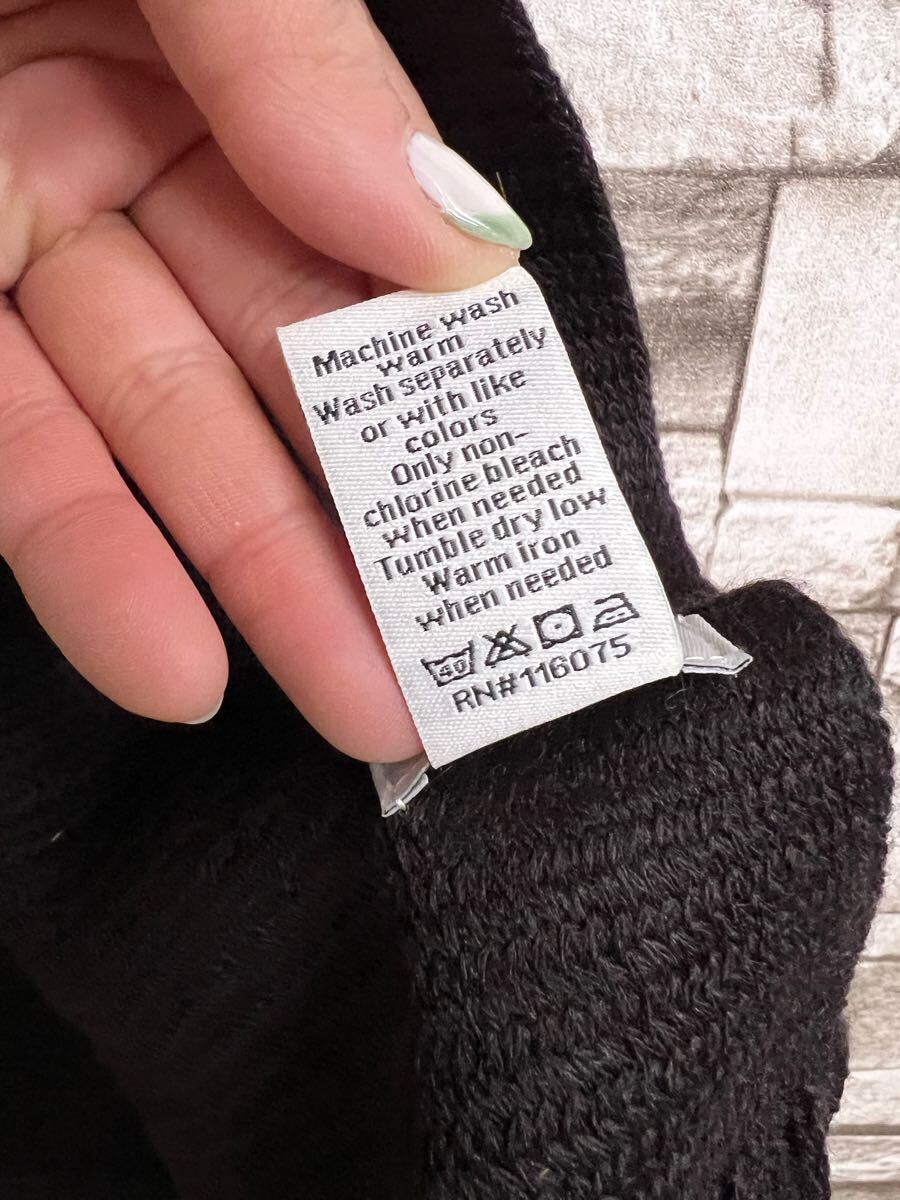 Machine wash
warm
Wash separately
or with like
colors
Only non-
chlorine bleach
when needed
Tumble dry low
Warm iron
when needed
40
RN#116075